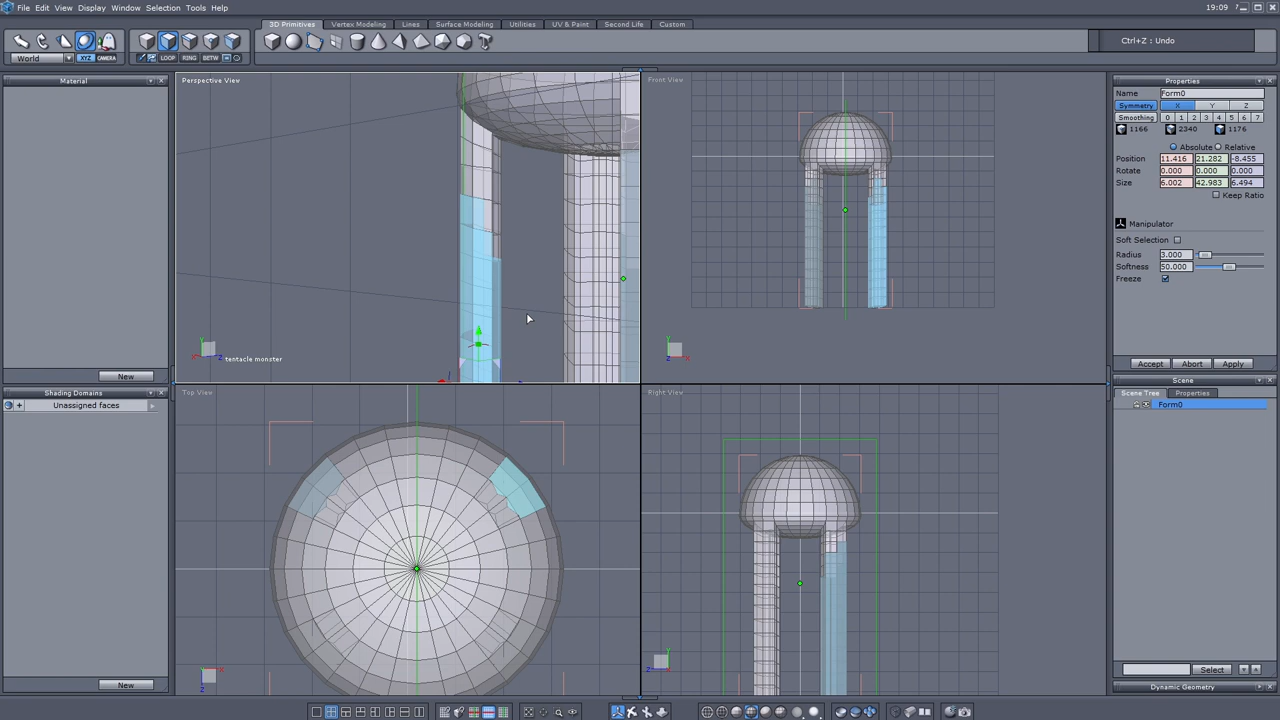 File Edit View Display Window Selection Tools Help
19:09
3D Primitives Vertex Modeling Lines Surface Modeling Utilities UV & Paint Second Life Custom
Ctrl+Z : Undo
World XYZ CAMERA LOOP RING BETW
Material
New
Shading Domains
Unassigned faces
New
Perspective View
tentacle monster
Front View
Top View
Right View
Properties
Name Form0
Symmetry X Y Z
Smoothing 0 1 2 3 4 5 6 7
1166 2340 1176
Absolute Relative
Position 11.416 21.282 -8.455
Rotate 0.000 0.000 0.000
Size 6.002 42.983 6.494
Keep Ratio
Manipulator
Soft Selection
Radius 3.000
Softness 50.000
Freeze
Accept Abort Apply
Scene
Scene Tree Properties
Form0
Select
Dynamic Geometry